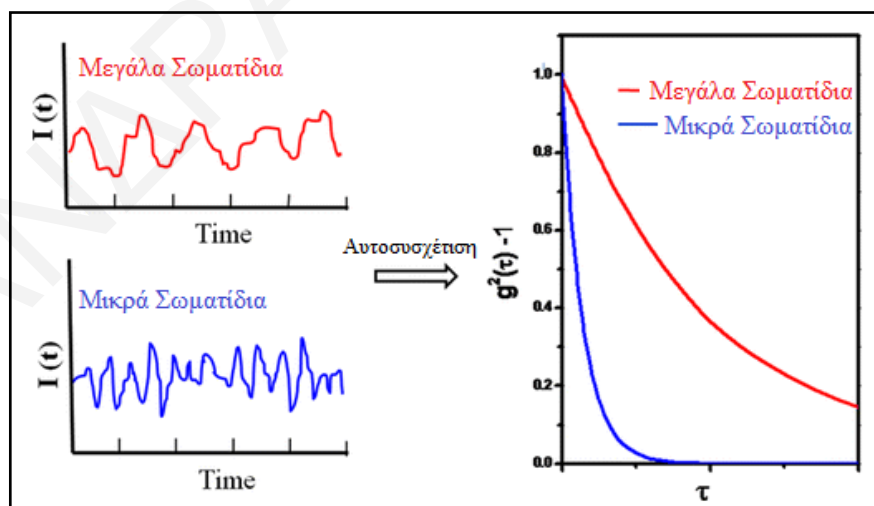 Μεγάλα Σωματίδια
I (t)
Time
Μικρά Σωματίδια
I (t)
Time
Αυτοσυσχέτιση
1.0
0.8
0.6
0.4
0.2
0.0
g²(τ) -1
τ
Μεγάλα Σωματίδια
Μικρά Σωματίδια